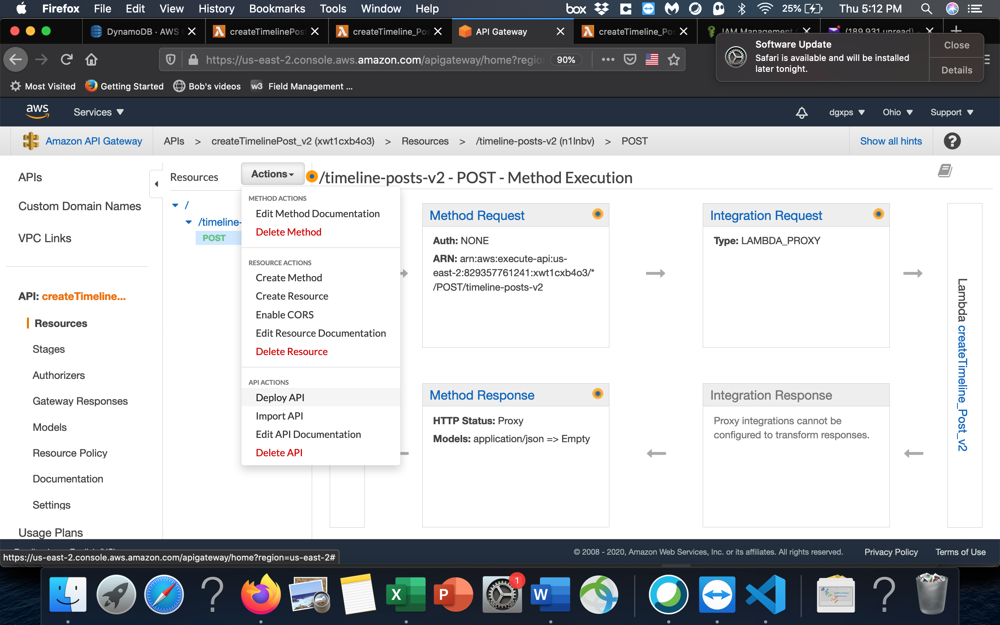 Firefox File Edit View History Bookmarks Tools Window Help box 25% Thu 5:12 PM
DynamoDB · AWS
createTimelinePost
createTimeline_Pos
API Gateway
createTimeline_Pos
IAM Management
(189,931 unread)
Software Update
Safari is available and will be installed
later tonight.
Close
Details
https://us-east-2.console.aws.amazon.com/apigateway/home?regio 90%
Most Visited Getting Started Bob's videos w3 Field Management ...
aws Services dgxps Ohio Support
Amazon API Gateway APIs > createTimelinePost_v2 (xwt1cxb4o3) > Resources > /timeline-posts-v2 (n1lnbv) > POST Show all hints ?
APIs
Custom Domain Names
VPC Links
API: createTimeline...
Resources
Stages
Authorizers
Gateway Responses
Models
Resource Policy
Documentation
Settings
Usage Plans
Resources Actions
/
/timeline-
POST
METHOD ACTIONS
Edit Method Documentation
Delete Method
RESOURCE ACTIONS
Create Method
Create Resource
Enable CORS
Edit Resource Documentation
Delete Resource
API ACTIONS
Deploy API
Import API
Edit API Documentation
Delete API
/timeline-posts-v2 - POST - Method Execution
Method Request
Auth: NONE
ARN: arn:aws:execute-api:us-
east-2:829357761241:xwt1cxb4o3/*
/POST/timeline-posts-v2
Integration Request
Type: LAMBDA_PROXY
Method Response
HTTP Status: Proxy
Models: application/json => Empty
Integration Response
Proxy integrations cannot be
configured to transform responses.
Lambda createTimeline_Post_v2
© 2008 - 2020, Amazon Web Services, Inc. or its affiliates. All rights reserved. Privacy Policy Terms of Use
https://us-east-2.console.aws.amazon.com/apigateway/home?region=us-east-2#
? X P 1 W ?